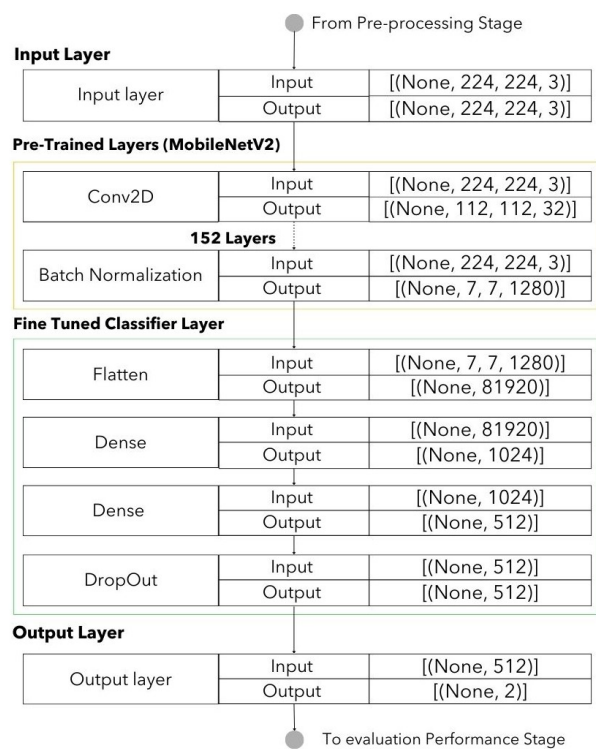 From Pre-processing Stage
Input Layer
Input layer
Input
[(None, 224, 224, 3)]
Output
[(None, 224, 224, 3)]
Pre-Trained Layers (MobileNetV2)
Conv2D
Input
[(None, 224, 224, 3)]
Output
[(None, 112, 112, 32)]
152 Layers
Batch Normalization
Input
[(None, 224, 224, 3)]
Output
[(None, 7, 7, 1280)]
Fine Tuned Classifier Layer
Flatten
Input
[(None, 7, 7, 1280)]
Output
[(None, 81920)]
Dense
Input
[(None, 81920)]
Output
[(None, 1024)]
Dense
Input
[(None, 1024)]
Output
[(None, 512)]
DropOut
Input
[(None, 512)]
Output
[(None, 512)]
Output Layer
Output layer
Input
[(None, 512)]
Output
[(None, 2)]
To evaluation Performance Stage